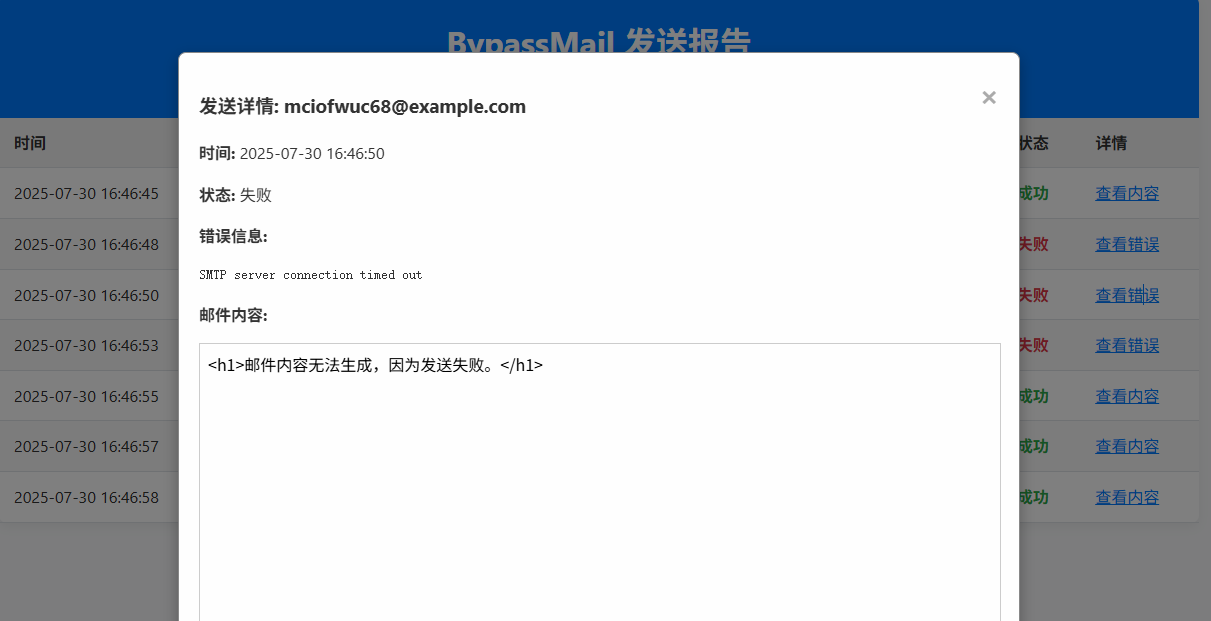 BypassMail 发送报告
发送详情: mciofwuc68@example.com
×
时间: 2025-07-30 16:46:50
状态: 失败
错误信息:
SMTP server connection timed out
邮件内容:
<h1>邮件内容无法生成，因为发送失败。</h1>
时间 状态 详情
2025-07-30 16:46:45 成功 查看内容
2025-07-30 16:46:48 失败 查看错误
2025-07-30 16:46:50 失败 查看错误
2025-07-30 16:46:53 失败 查看错误
2025-07-30 16:46:55 成功 查看内容
2025-07-30 16:46:57 成功 查看内容
2025-07-30 16:46:58 成功 查看内容